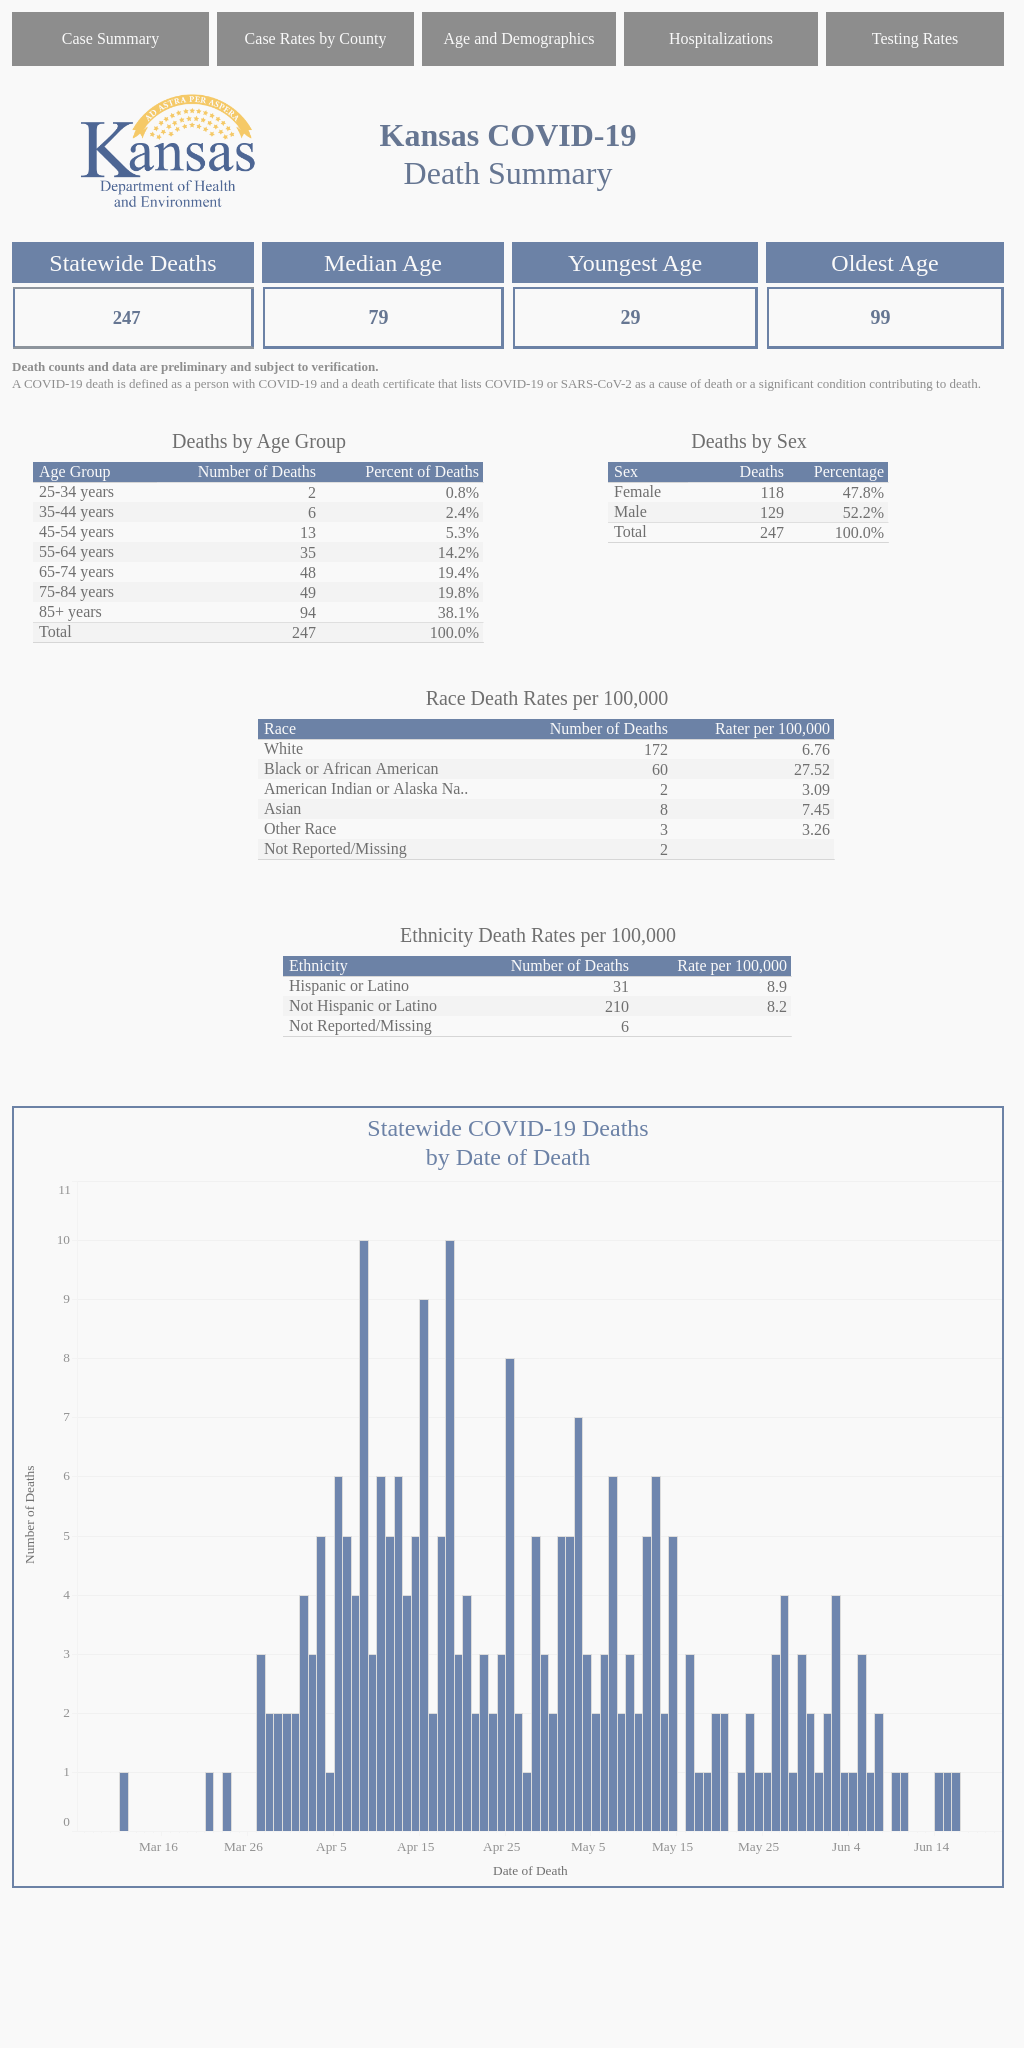 Case Summary
Case Rates by County
Age and Demographics
Hospitalizations
Testing Rates
AD ASTRA PER ASPERA
Kansas
Department of Health
and Environment
Kansas COVID-19
Death Summary
Statewide Deaths
Median Age
Youngest Age
Oldest Age
247
79
29
99
Death counts and data are preliminary and subject to verification.
A COVID-19 death is defined as a person with COVID-19 and a death certificate that lists COVID-19 or SARS-CoV-2 as a cause of death or a significant condition contributing to death.
Deaths by Age Group
Age Group Number of Deaths Percent of Deaths
25-34 years 2 0.8%
35-44 years 6 2.4%
45-54 years 13 5.3%
55-64 years 35 14.2%
65-74 years 48 19.4%
75-84 years 49 19.8%
85+ years 94 38.1%
Total 247 100.0%
Deaths by Sex
Sex Deaths Percentage
Female 118 47.8%
Male 129 52.2%
Total 247 100.0%
Race Death Rates per 100,000
Race Number of Deaths Rater per 100,000
White 172 6.76
Black or African American 60 27.52
American Indian or Alaska Na.. 2 3.09
Asian 8 7.45
Other Race 3 3.26
Not Reported/Missing 2
Ethnicity Death Rates per 100,000
Ethnicity Number of Deaths Rate per 100,000
Hispanic or Latino 31 8.9
Not Hispanic or Latino 210 8.2
Not Reported/Missing 6
Statewide COVID-19 Deaths
by Date of Death
11
10
9
8
7
6
5
4
3
2
1
0
Number of Deaths
Mar 16 Mar 26 Apr 5 Apr 15 Apr 25 May 5 May 15 May 25 Jun 4 Jun 14
Date of Death